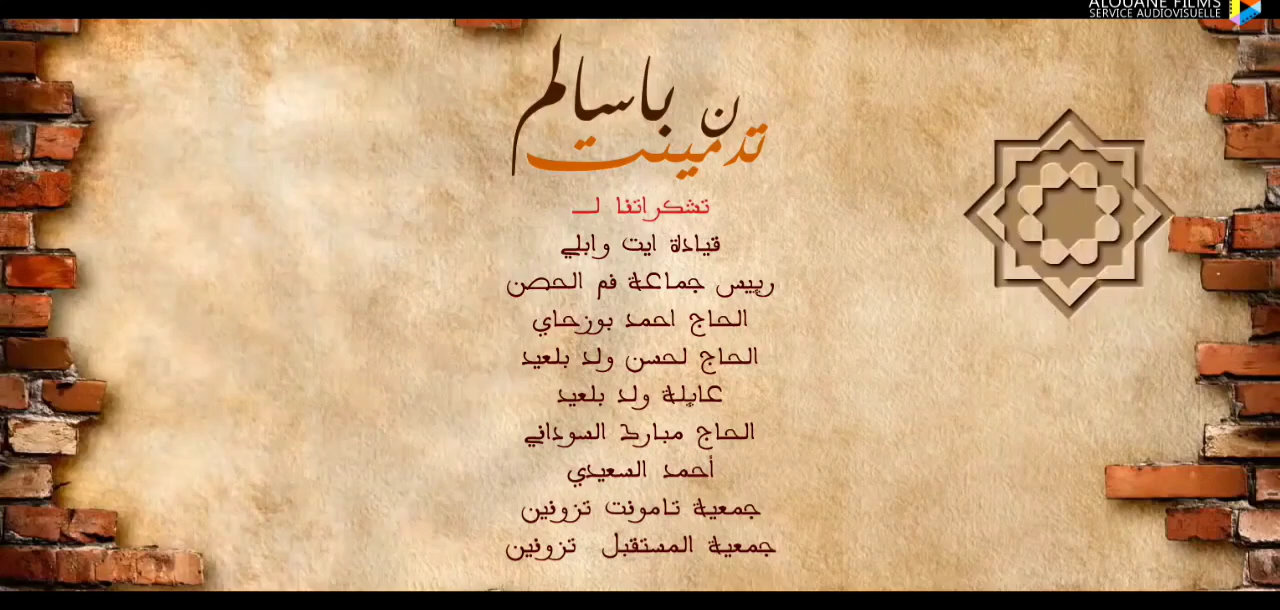 ALOUANE FILMS
SERVICE AUDIOVISUELLE
تدمينت ن باسالم
تشكراتنا لـــ
قيادة ايت وابلي
رييس جماعة فم الحصن
الحاج احمد بوزحاي
الحاج لحسن ولد بلعيد
عايلة ولد بلعيد
الحاج مبارك السوداني
أحمد السعيدي
جمعية تامونت تزونين
جمعية المستقبل تزونين